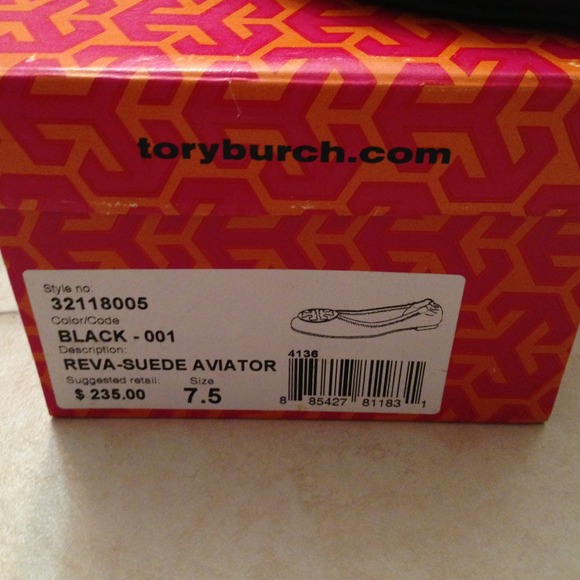 toryburch.com
Style no:
32118005
Color/Code
BLACK - 001
Description:
REVA-SUEDE AVIATOR
Suggested retail: Size
$ 235.00 7.5
4136
8 85427 81183 1